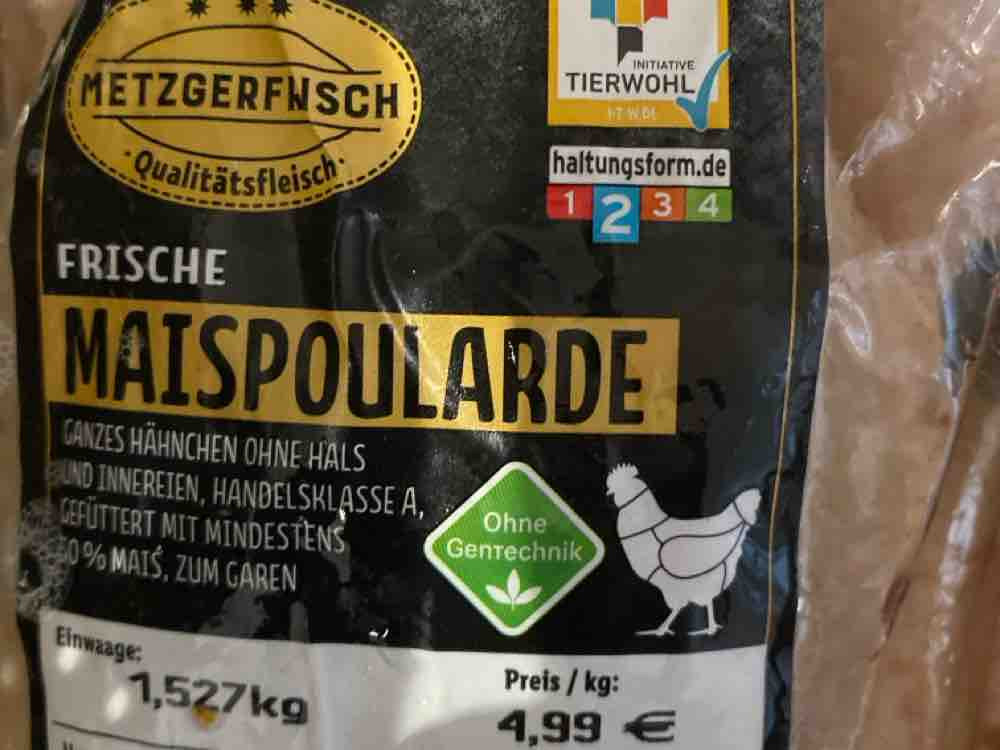 METZGERFRISCH
Qualitätsfleisch
INITIATIVE
TIERWOHL
haltungsform.de
1 2 3 4
FRISCHE
MAISPOULARDE
GANZES HÄHNCHEN OHNE HALS
UND INNEREIEN, HANDELSKLASSE A,
GEFÜTTERT MIT MINDESTENS
% MAIS, ZUM GAREN
Ohne
GenTechnik
Einwaage:
1,527kg
Preis / kg:
4,99 €